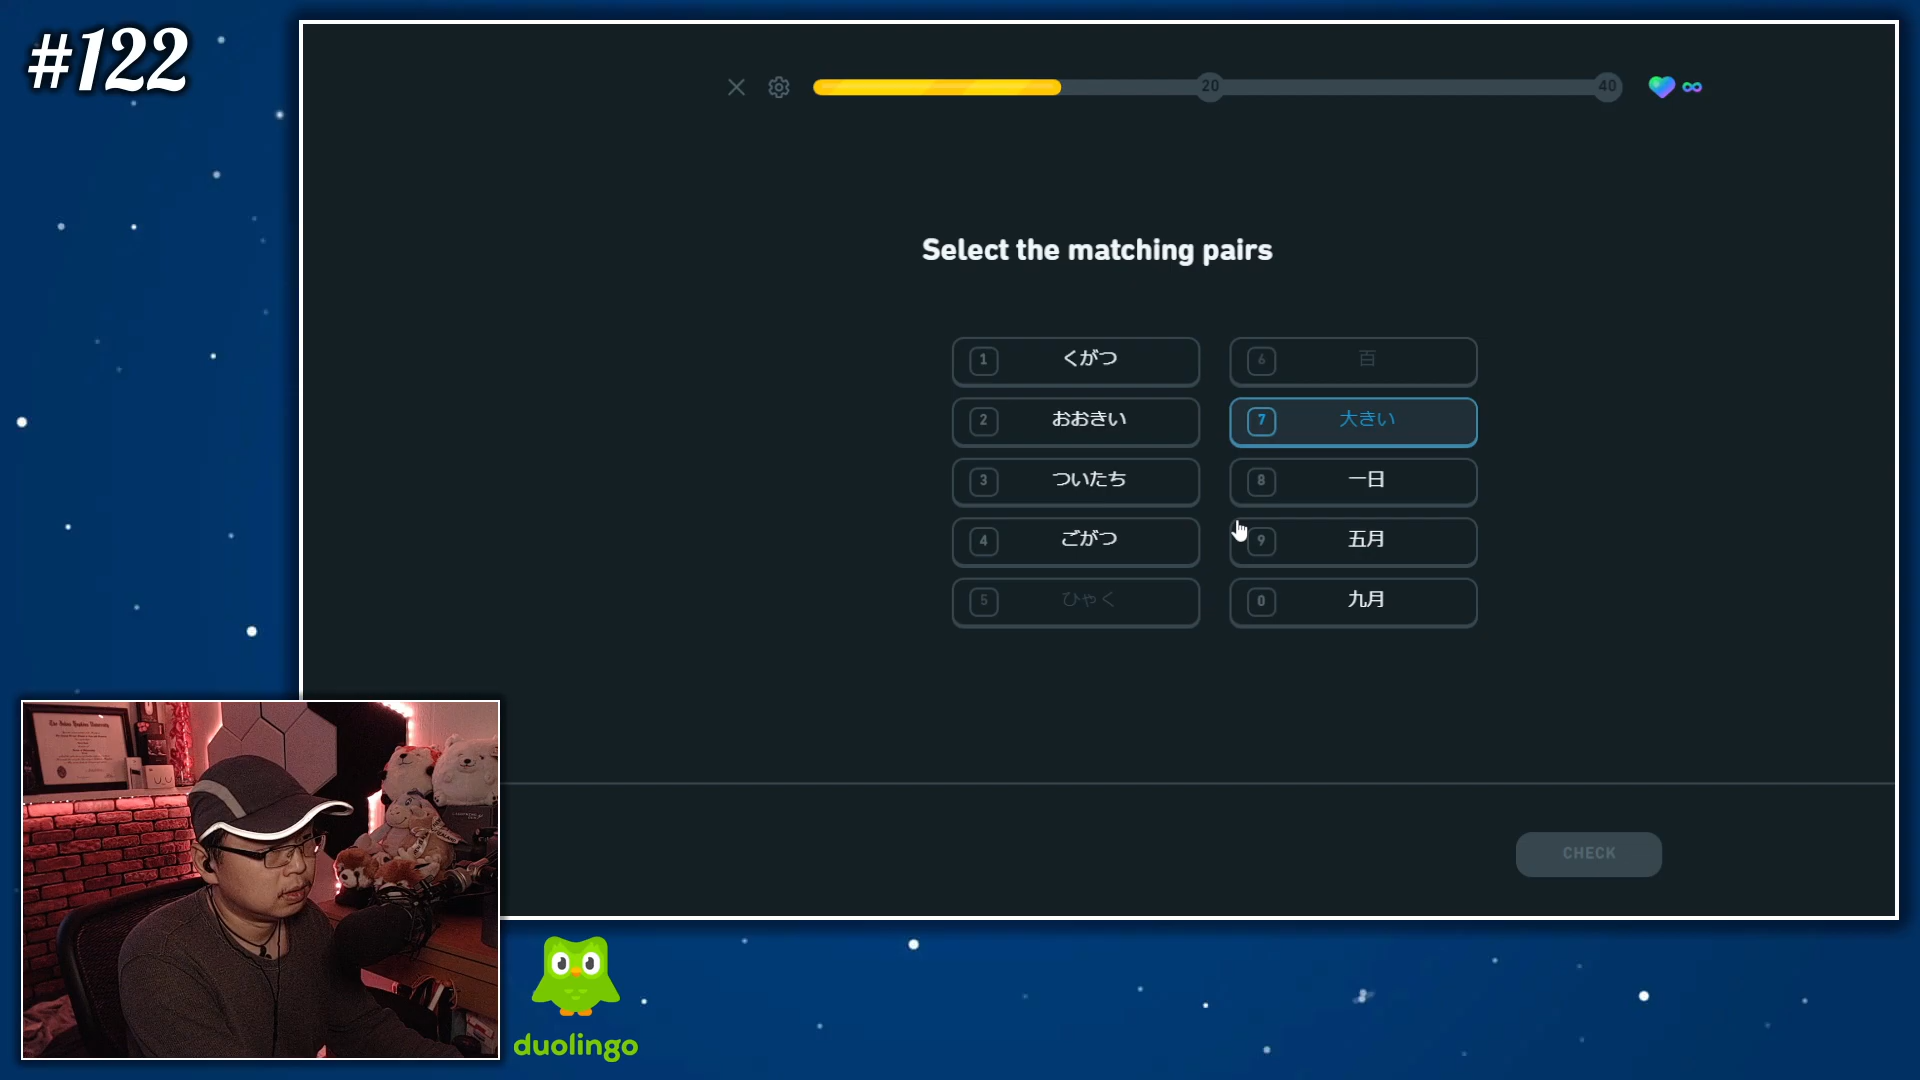 #122
20
40
Select the matching pairs
1 くがつ
6 百
2 おおきい
7 大きい
3 ついたち
8 一日
4 ごがつ
9 五月
5 ひゃく
0 九月
CHECK
duolingo